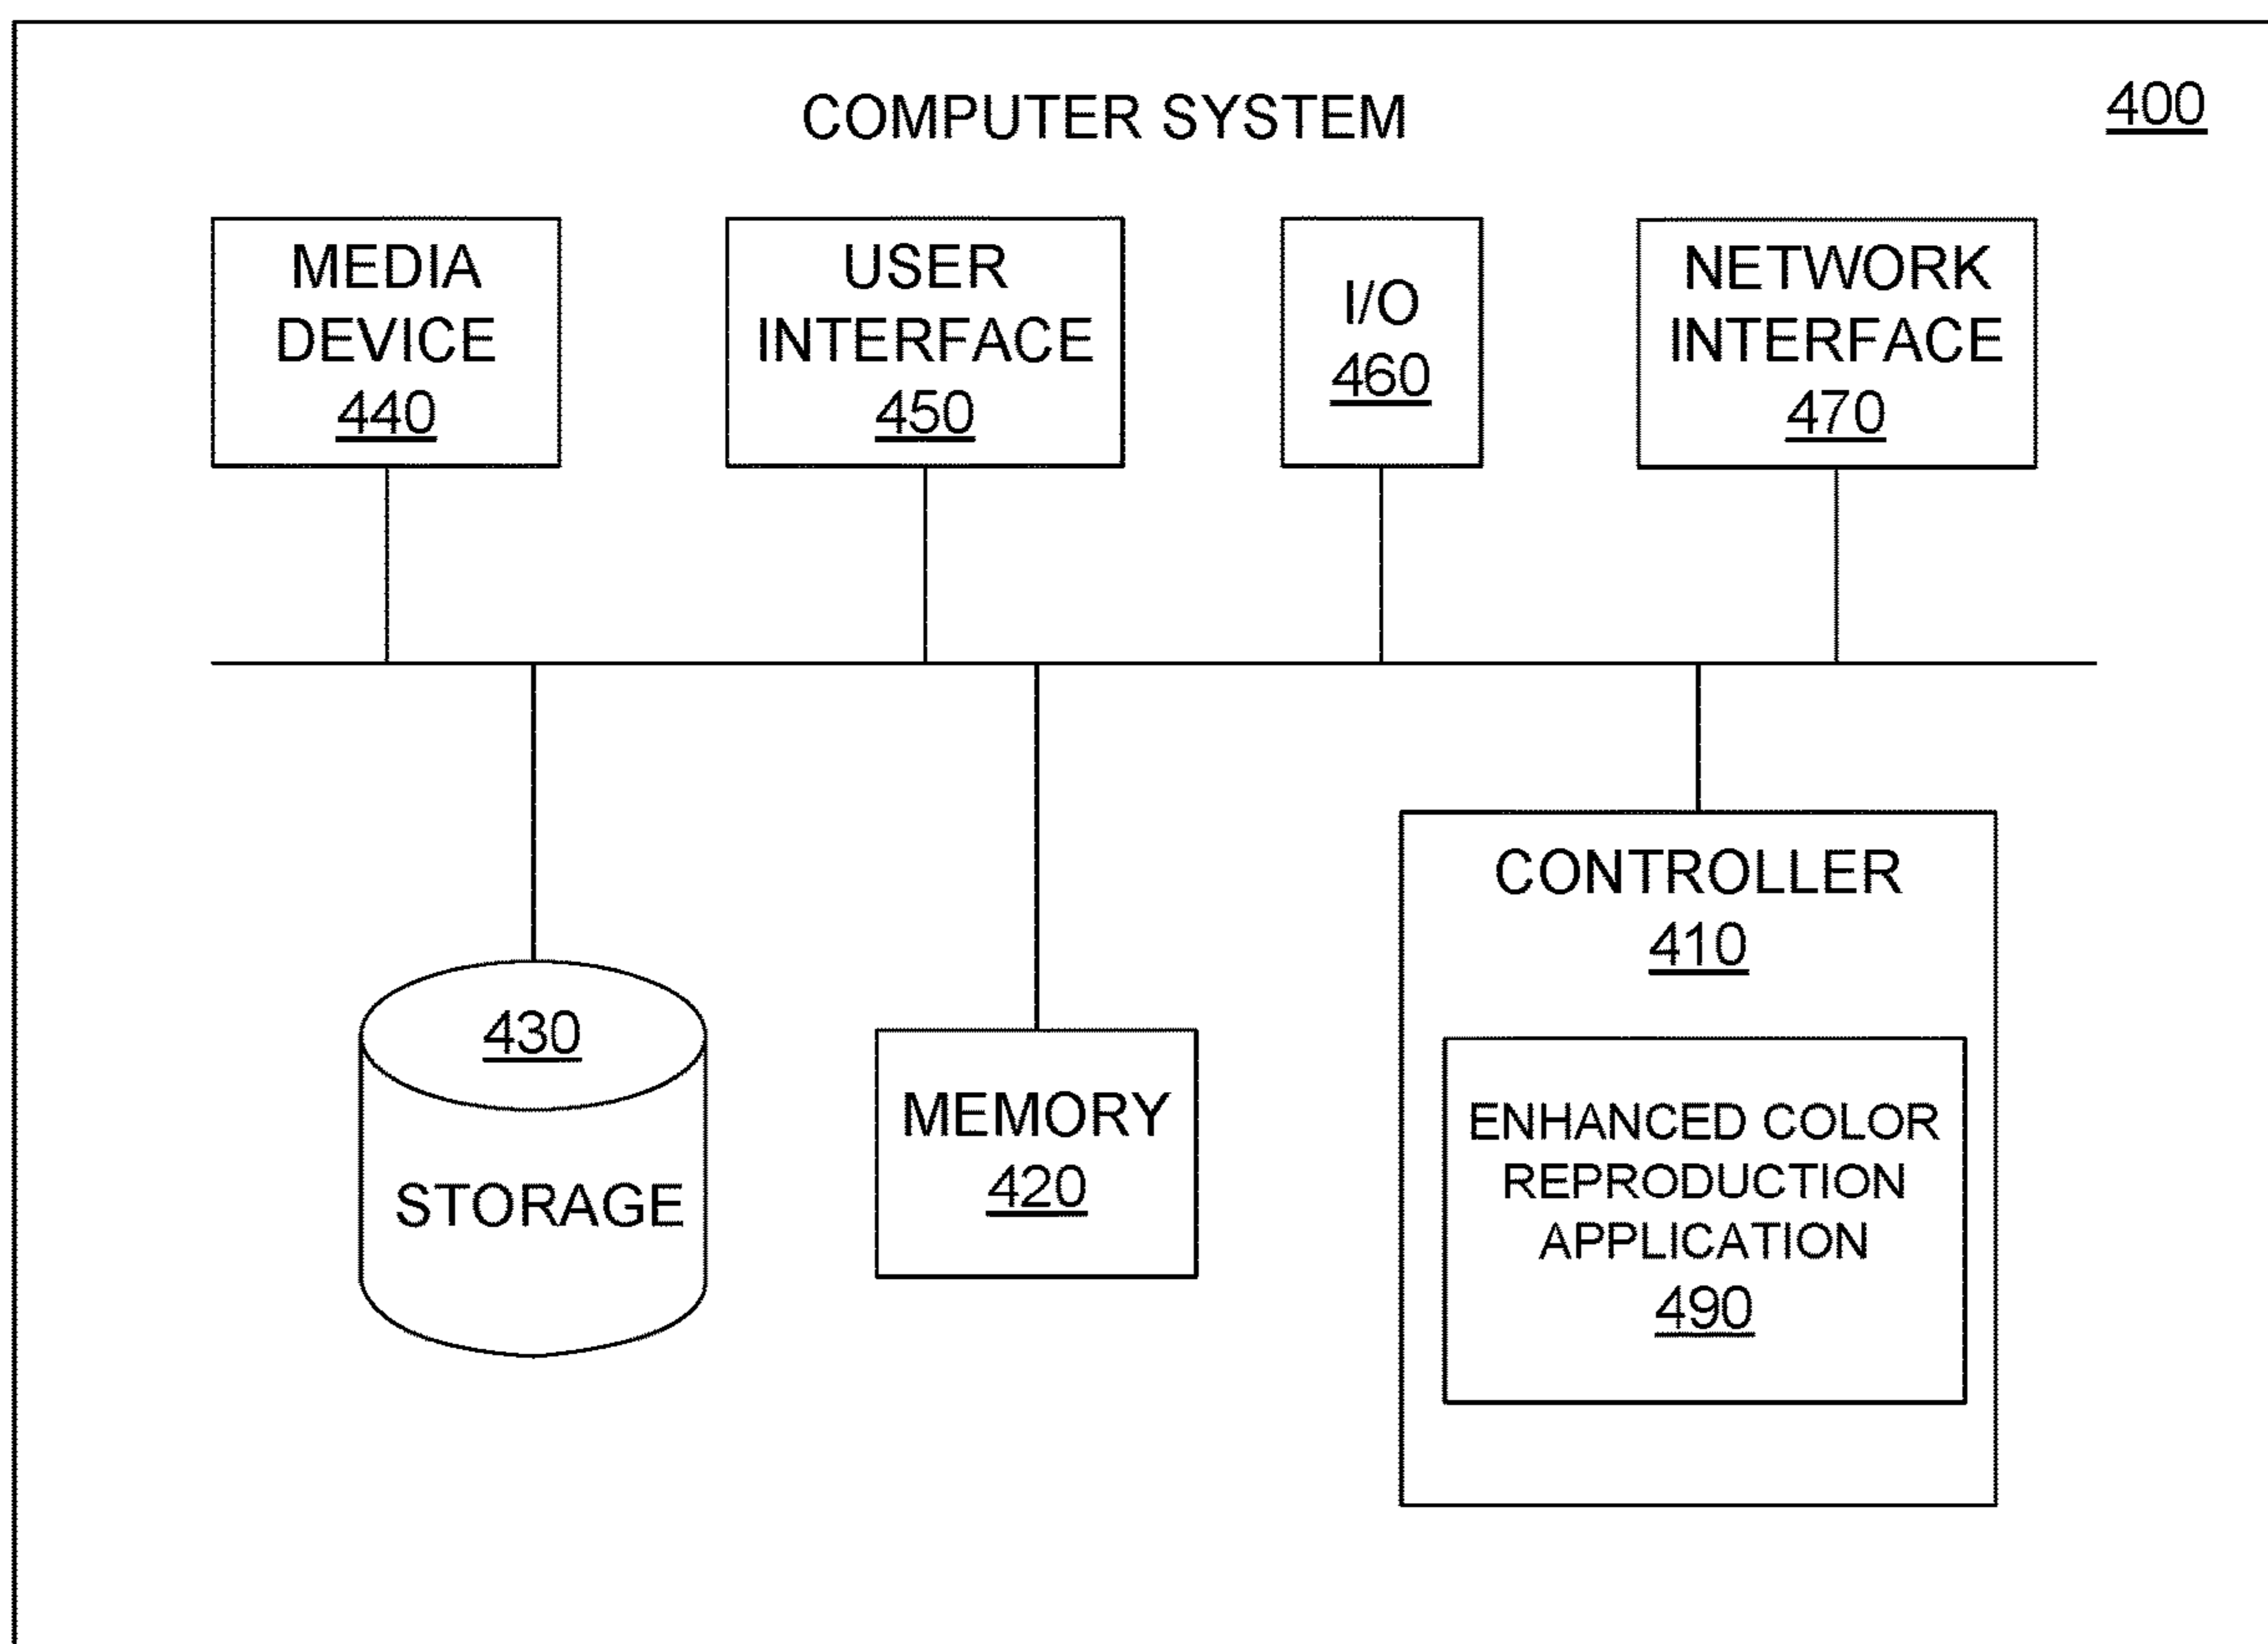 COMPUTER SYSTEM
400
MEDIA
DEVICE
440
USER
INTERFACE
450
I/O
460
NETWORK
INTERFACE
470
430
STORAGE
MEMORY
420
CONTROLLER
410
ENHANCED COLOR
REPRODUCTION
APPLICATION
490